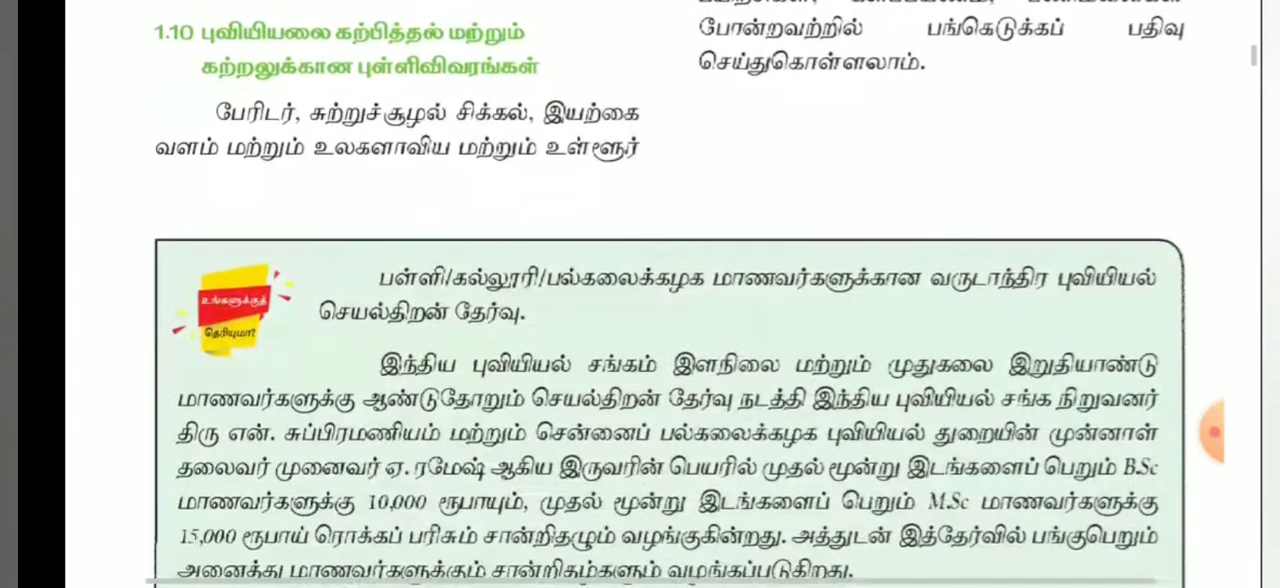 1.10 புவியியலை கற்பித்தல் மற்றும்
கற்றலுக்கான புள்ளிவிவரங்கள்
பேரிடர், சுற்றுச்சூழல் சிக்கல், இயற்கை
வளம் மற்றும் உலகளாவிய மற்றும் உள்ளூர்
போன்றவற்றில் பங்கெடுக்கப் பதிவு
செய்துகொள்ளலாம்.
உங்களுக்குத்
தெரியுமா?
பள்ளி/கல்லூரி/பல்கலைக்கழக மாணவர்களுக்கான வருடாந்திர புவியியல்
செயல்திறன் தேர்வு.
இந்திய புவியியல் சங்கம் இளநிலை மற்றும் முதுகலை இறுதியாண்டு
மாணவர்களுக்கு ஆண்டுதோறும் செயல்திறன் தேர்வு நடத்தி இந்திய புவியியல் சங்க நிறுவனர்
திரு என். சுப்பிரமணியம் மற்றும் சென்னைப் பல்கலைக்கழக புவியியல் துறையின் முன்னாள்
தலைவர் முனைவர் ஏ. ரமேஷ் ஆகிய இருவரின் பெயரில் முதல் மூன்று இடங்களைப் பெறும் B.Sc
மாணவர்களுக்கு 10,000 ரூபாயும், முதல் மூன்று இடங்களைப் பெறும் M.Sc மாணவர்களுக்கு
15,000 ரூபாய் ரொக்கப் பரிசும் சான்றிதழும் வழங்குகின்றது. அத்துடன் இத்தேர்வில் பங்குபெறும்
அனைத்து மாணவர்களுக்கும் சான்றிதழ்களும் வழங்கப்படுகிறது.